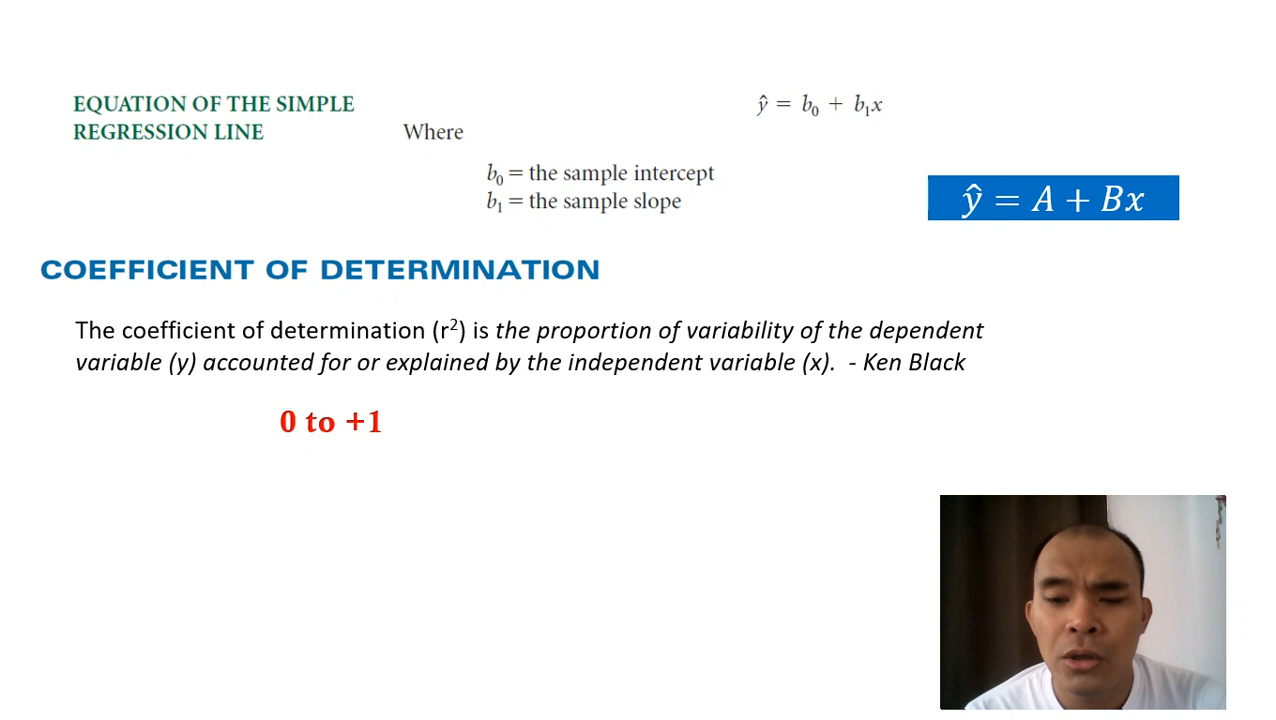 EQUATION OF THE SIMPLE
REGRESSION LINE
Where
ŷ = b₀ + b₁x
b₀ = the sample intercept
b₁ = the sample slope
ŷ = A + Bx
COEFFICIENT OF DETERMINATION
The coefficient of determination (r²) is the proportion of variability of the dependent
variable (y) accounted for or explained by the independent variable (x). - Ken Black
0 to +1